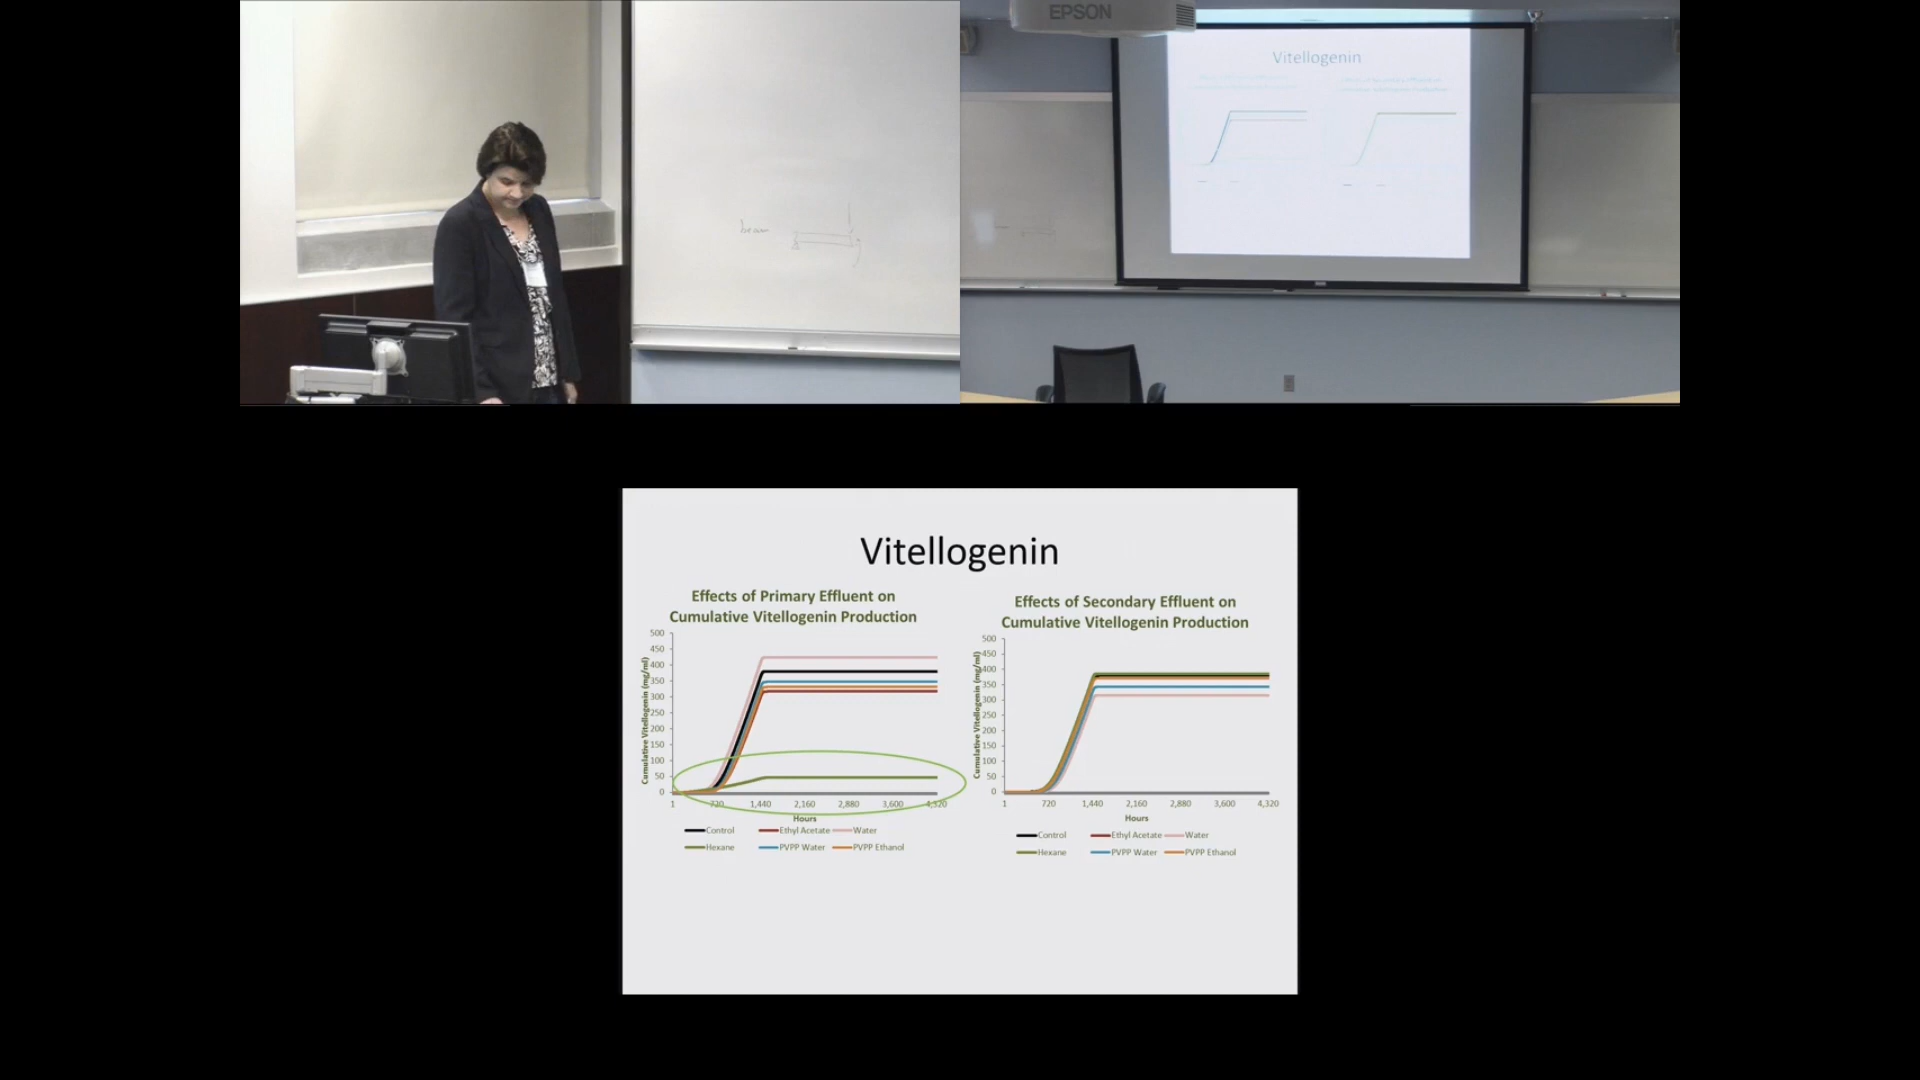 EPSON
Vitellogenin
beam
Vitellogenin
Effects of Primary Effluent on
Cumulative Vitellogenin Production
Cumulative Vitellogenin (mg/ml)
500
450
400
350
300
250
200
150
100
50
0
1 720 1,440 2,160 2,880 3,600 4,320
Hours
Control Ethyl Acetate Water
Hexane PVPP Water PVPP Ethanol
Effects of Secondary Effluent on
Cumulative Vitellogenin Production
Cumulative Vitellogenin (mg/ml)
500
450
400
350
300
250
200
150
100
50
0
1 720 1,440 2,160 2,880 3,600 4,320
Hours
Control Ethyl Acetate Water
Hexane PVPP Water PVPP Ethanol